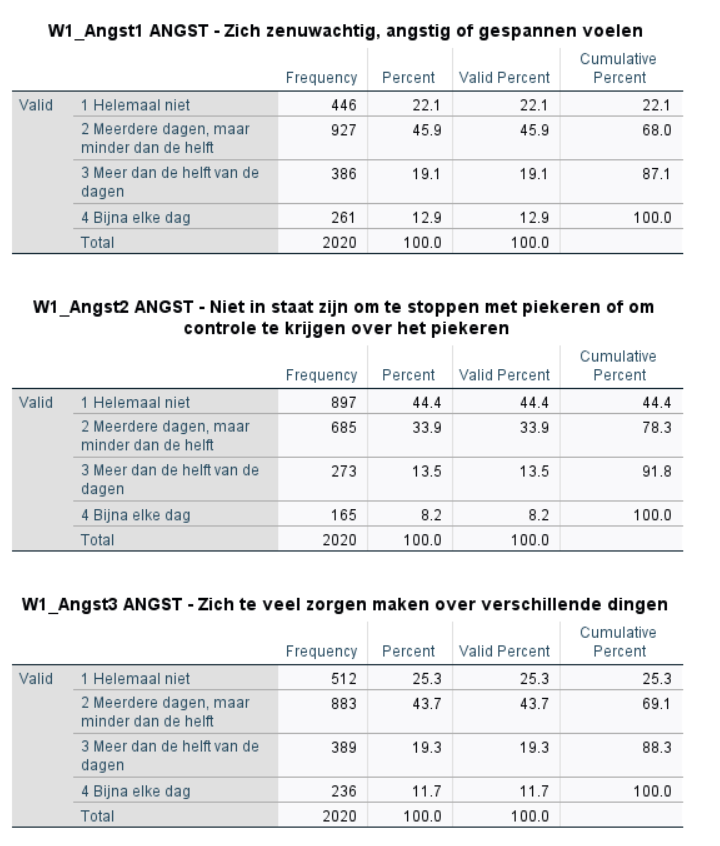 W1_Angst1 ANGST - Zich zenuwachtig, angstig of gespannen voelen
Frequency Percent Valid Percent Cumulative Percent
Valid 1 Helemaal niet 446 22.1 22.1 22.1
2 Meerdere dagen, maar minder dan de helft 927 45.9 45.9 68.0
3 Meer dan de helft van de dagen 386 19.1 19.1 87.1
4 Bijna elke dag 261 12.9 12.9 100.0
Total 2020 100.0 100.0
W1_Angst2 ANGST - Niet in staat zijn om te stoppen met piekeren of om
controle te krijgen over het piekeren
Frequency Percent Valid Percent Cumulative Percent
Valid 1 Helemaal niet 897 44.4 44.4 44.4
2 Meerdere dagen, maar minder dan de helft 685 33.9 33.9 78.3
3 Meer dan de helft van de dagen 273 13.5 13.5 91.8
4 Bijna elke dag 165 8.2 8.2 100.0
Total 2020 100.0 100.0
W1_Angst3 ANGST - Zich te veel zorgen maken over verschillende dingen
Frequency Percent Valid Percent Cumulative Percent
Valid 1 Helemaal niet 512 25.3 25.3 25.3
2 Meerdere dagen, maar minder dan de helft 883 43.7 43.7 69.1
3 Meer dan de helft van de dagen 389 19.3 19.3 88.3
4 Bijna elke dag 236 11.7 11.7 100.0
Total 2020 100.0 100.0